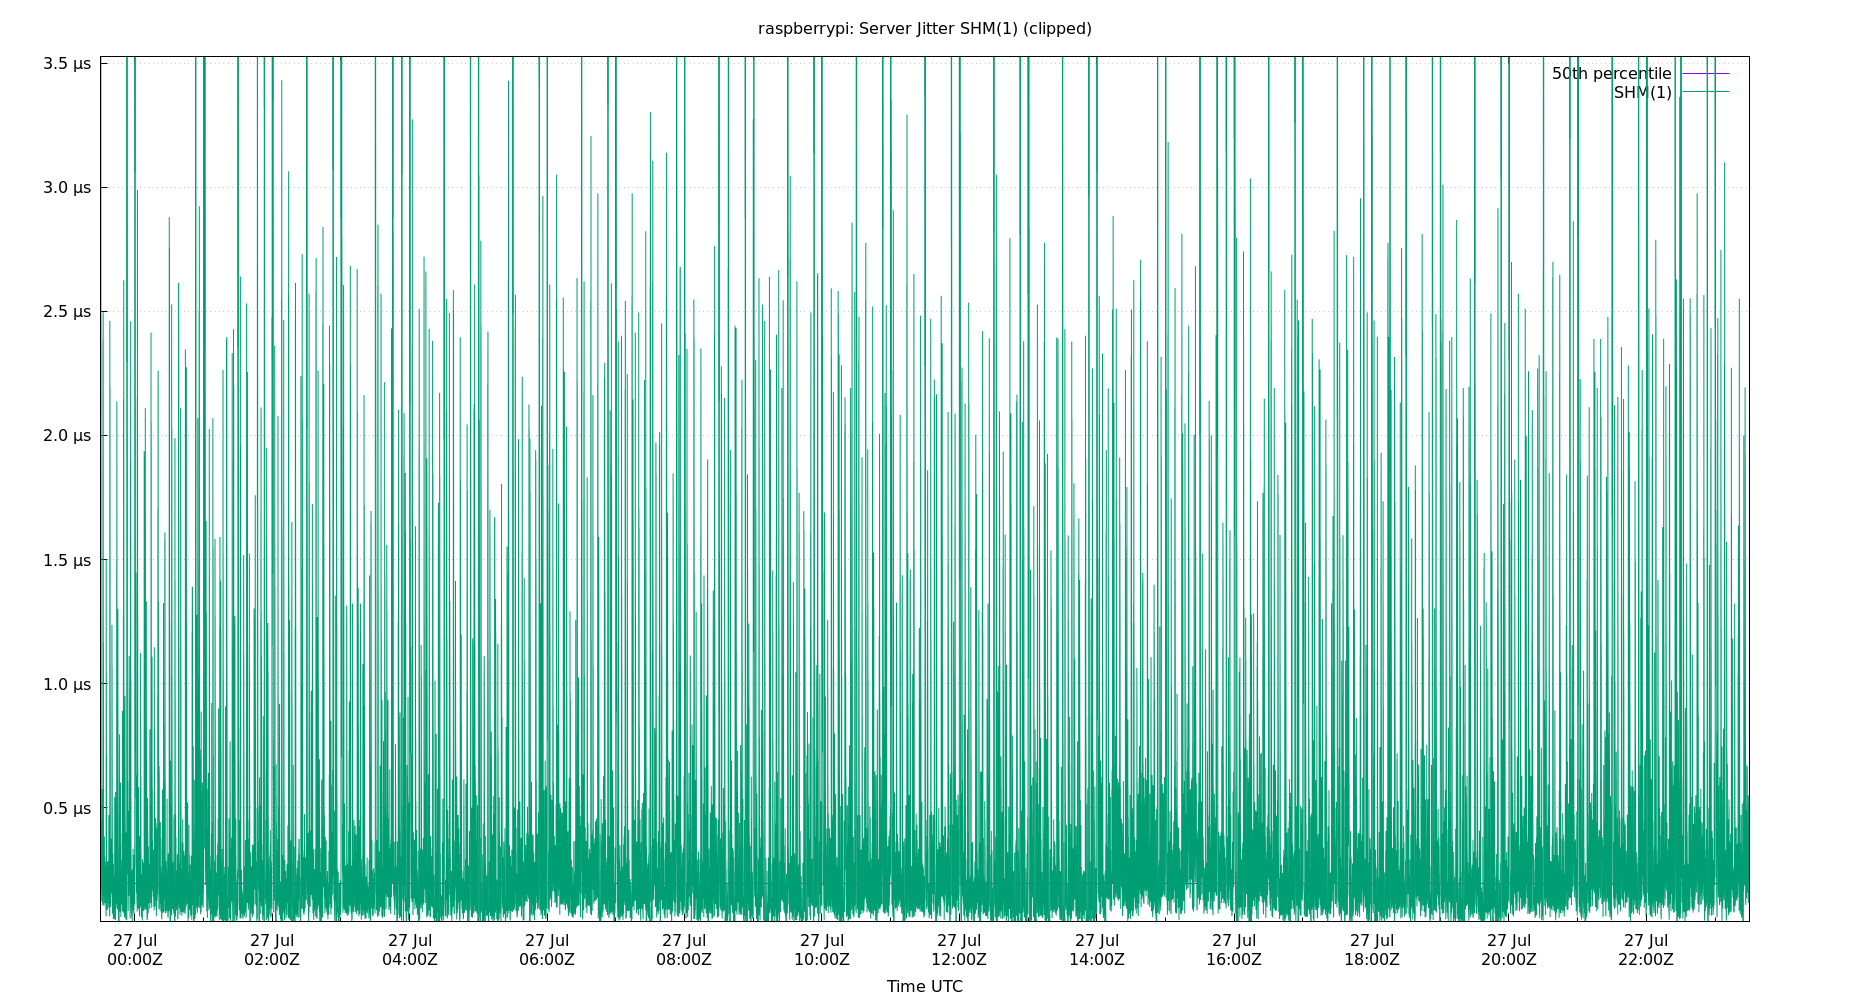 raspberrypi: Server Jitter SHM(1) (clipped)
50th percentile
SHM(1)
3.5 µs
3.0 µs
2.5 µs
2.0 µs
1.5 µs
1.0 µs
0.5 µs
27 Jul 27 Jul 27 Jul 27 Jul 27 Jul 27 Jul 27 Jul 27 Jul 27 Jul 27 Jul 27 Jul 27 Jul
00:00Z 02:00Z 04:00Z 06:00Z 08:00Z 10:00Z 12:00Z 14:00Z 16:00Z 18:00Z 20:00Z 22:00Z
Time UTC